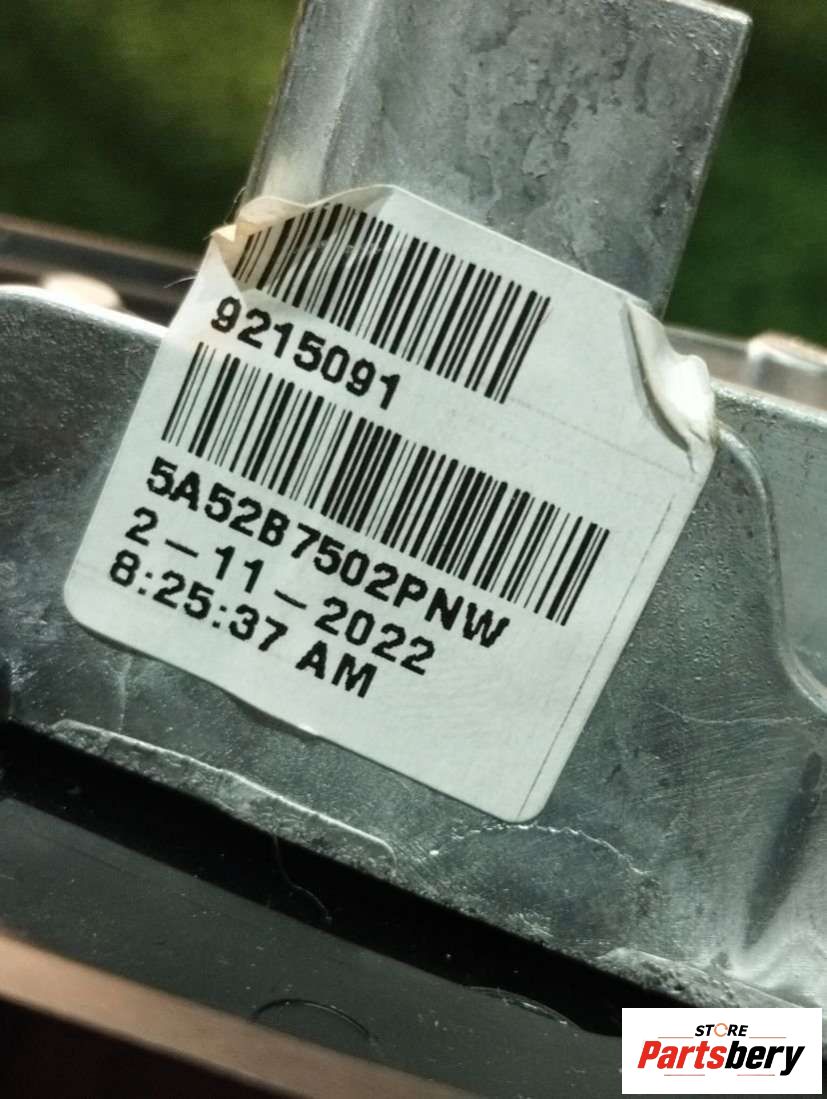 9215091
5A52B7502PNW
2-11-2022
8:25:37 AM
STORE
Partsbery